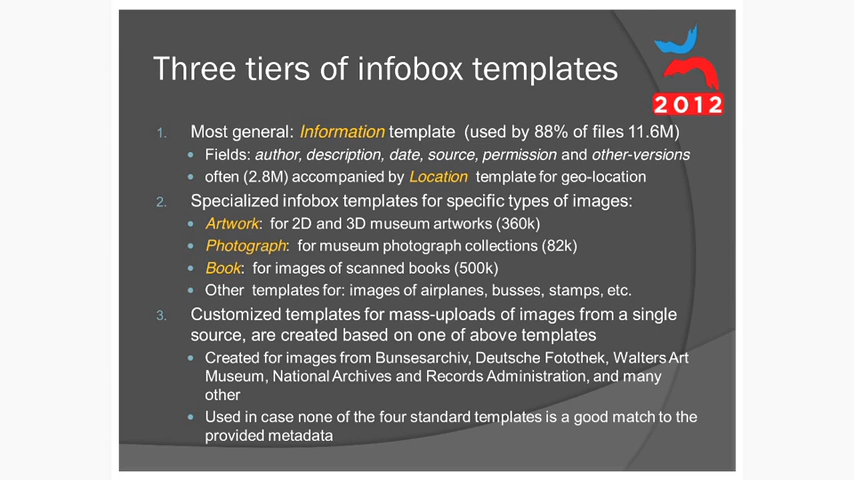 Three tiers of infobox templates
2012
1. Most general: Information template (used by 88% of files 11.6M)
• Fields: author, description, date, source, permission and other-versions
• often (2.8M) accompanied by Location template for geo-location
2. Specialized infobox templates for specific types of images:
• Artwork: for 2D and 3D museum artworks (360k)
• Photograph: for museum photograph collections (82k)
• Book: for images of scanned books (500k)
• Other templates for: images of airplanes, busses, stamps, etc.
3. Customized templates for mass-uploads of images from a single
source, are created based on one of above templates
• Created for images from Bunsesarchiv, Deutsche Fotothek, Walters Art
Museum, National Archives and Records Administration, and many
other
• Used in case none of the four standard templates is a good match to the
provided metadata